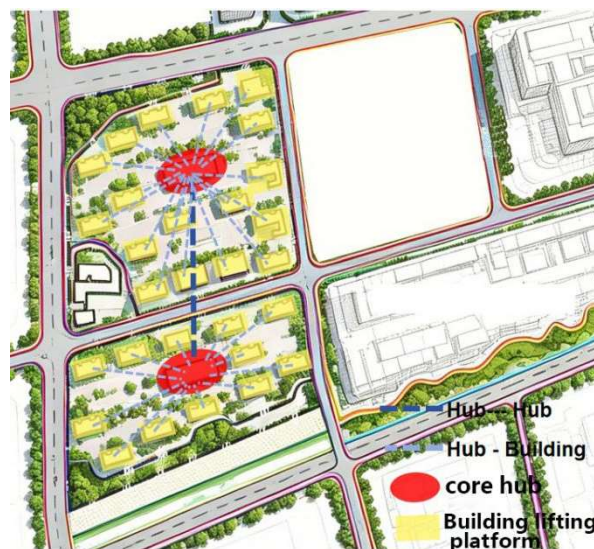 Hub--- Hub
Hub - Building
core hub
Building lifting
platform